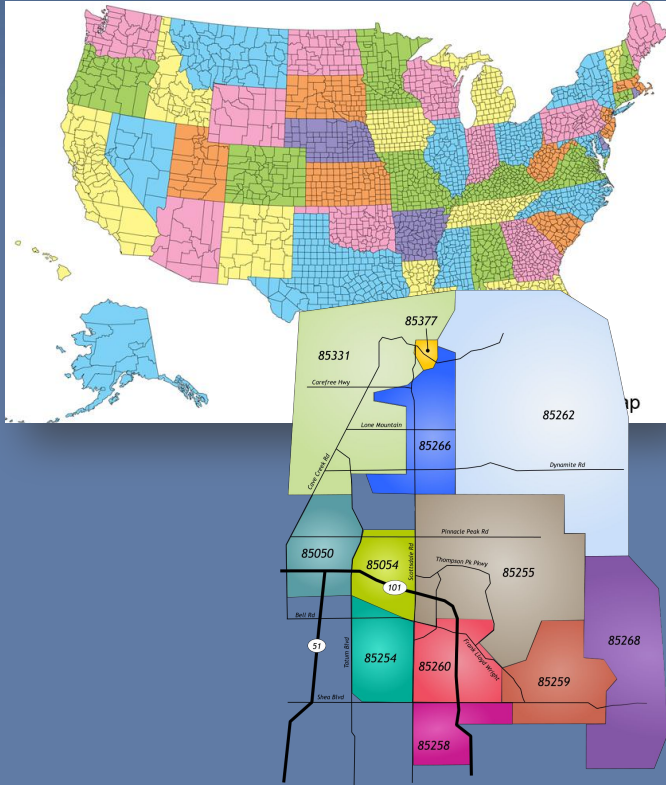 85377
85331
Carefree Hwy
ap
85262
Lone Mountain
85266
Cave Creek Rd
Dynamite Rd
Pinnacle Peak Rd
85050
85054
Scottsdale Rd
Thompson Pk Pkwy
85255
101
Bell Rd
51
Tatum Blvd
85254
85260
Frank Lloyd Wright
85268
85259
Shea Blvd
85258